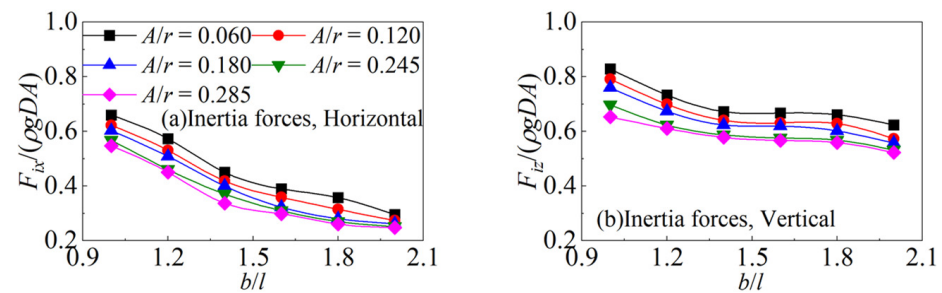 1.0
0.8
0.6
0.4
0.2
F_ix/(ρgDA)
A/r = 0.060 A/r = 0.120
A/r = 0.180 A/r = 0.245
A/r = 0.285
(a)Inertia forces, Horizontal
0.9 1.2 1.5 1.8 2.1
b/l
1.0
0.8
0.6
0.4
0.2
F_iz/(ρgDA)
(b)Inertia forces, Vertical
0.9 1.2 1.5 1.8 2.1
b/l